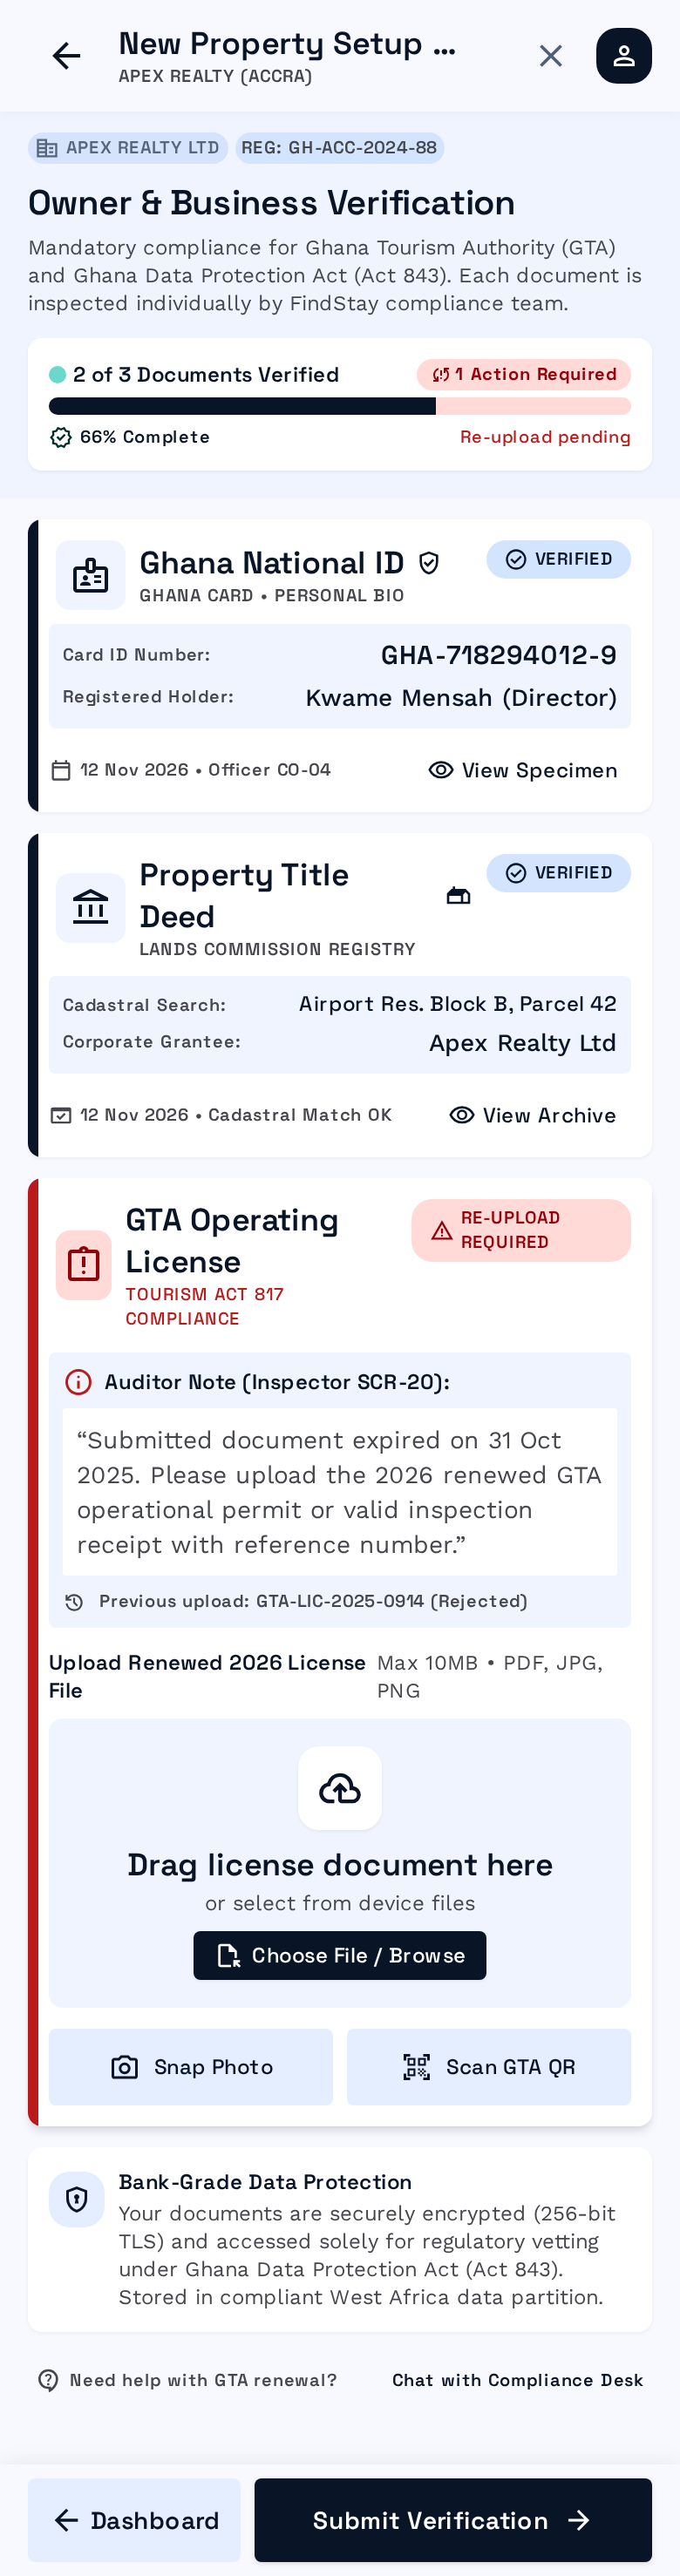 New Property Setup ...
APEX REALTY (ACCRA)
APEX REALTY LTD
REG: GH-ACC-2024-88
Owner & Business Verification
Mandatory compliance for Ghana Tourism Authority (GTA)
and Ghana Data Protection Act (Act 843). Each document is
inspected individually by FindStay compliance team.
2 of 3 Documents Verified
1 Action Required
66% Complete
Re-upload pending
Ghana National ID
VERIFIED
GHANA CARD • PERSONAL BIO
Card ID Number:
GHA-718294012-9
Registered Holder:
Kwame Mensah (Director)
12 Nov 2026 • Officer CO-04
View Specimen
Property Title
Deed
VERIFIED
LANDS COMMISSION REGISTRY
Cadastral Search:
Airport Res. Block B, Parcel 42
Corporate Grantee:
Apex Realty Ltd
12 Nov 2026 • Cadastral Match OK
View Archive
GTA Operating
License
RE-UPLOAD
REQUIRED
TOURISM ACT 817
COMPLIANCE
Auditor Note (Inspector SCR-20):
“Submitted document expired on 31 Oct
2025. Please upload the 2026 renewed GTA
operational permit or valid inspection
receipt with reference number.”
Previous upload: GTA-LIC-2025-0914 (Rejected)
Upload Renewed 2026 License
File
Max 10MB • PDF, JPG,
PNG
Drag license document here
or select from device files
Choose File / Browse
Snap Photo
Scan GTA QR
Bank-Grade Data Protection
Your documents are securely encrypted (256-bit
TLS) and accessed solely for regulatory vetting
under Ghana Data Protection Act (Act 843).
Stored in compliant West Africa data partition.
Need help with GTA renewal?
Chat with Compliance Desk
Dashboard
Submit Verification